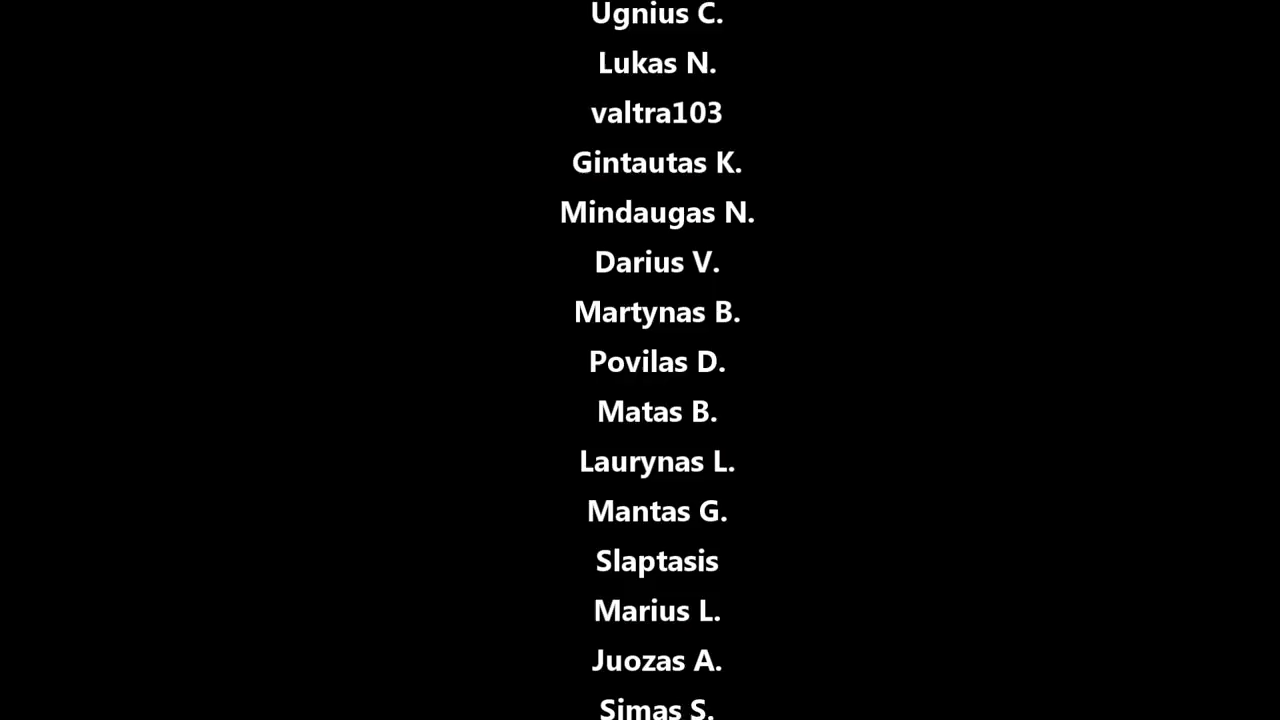 Ugnius C.
Lukas N.
valtra103
Gintautas K.
Mindaugas N.
Darius V.
Martynas B.
Povilas D.
Matas B.
Laurynas L.
Mantas G.
Slaptasis
Marius L.
Juozas A.
Simas S.